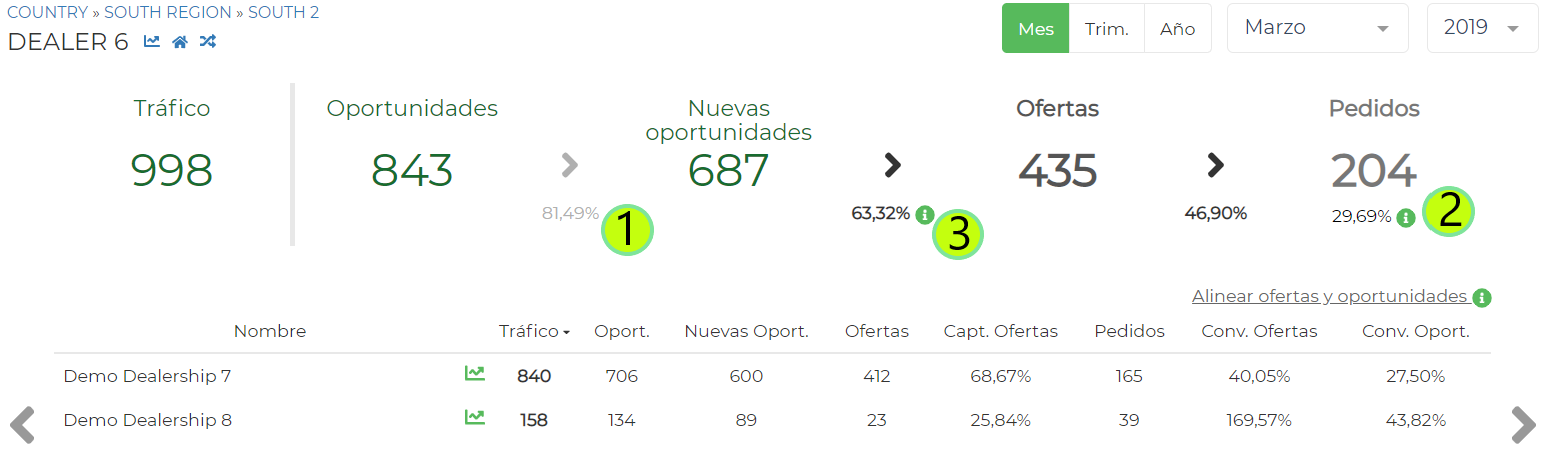 COUNTRY » SOUTH REGION » SOUTH 2
DEALER 6
Mes Trim. Año Marzo 2019
Tráfico Oportunidades Nuevas oportunidades Ofertas Pedidos
998 843 687 435 204
81,49% 63,32% 46,90% 29,69%
1 3 2
Alinear ofertas y oportunidades
Nombre Tráfico Oport. Nuevas Oport. Ofertas Capt. Ofertas Pedidos Conv. Ofertas Conv. Oport.
Demo Dealership 7 840 706 600 412 68,67% 165 40,05% 27,50%
Demo Dealership 8 158 134 89 23 25,84% 39 169,57% 43,82%